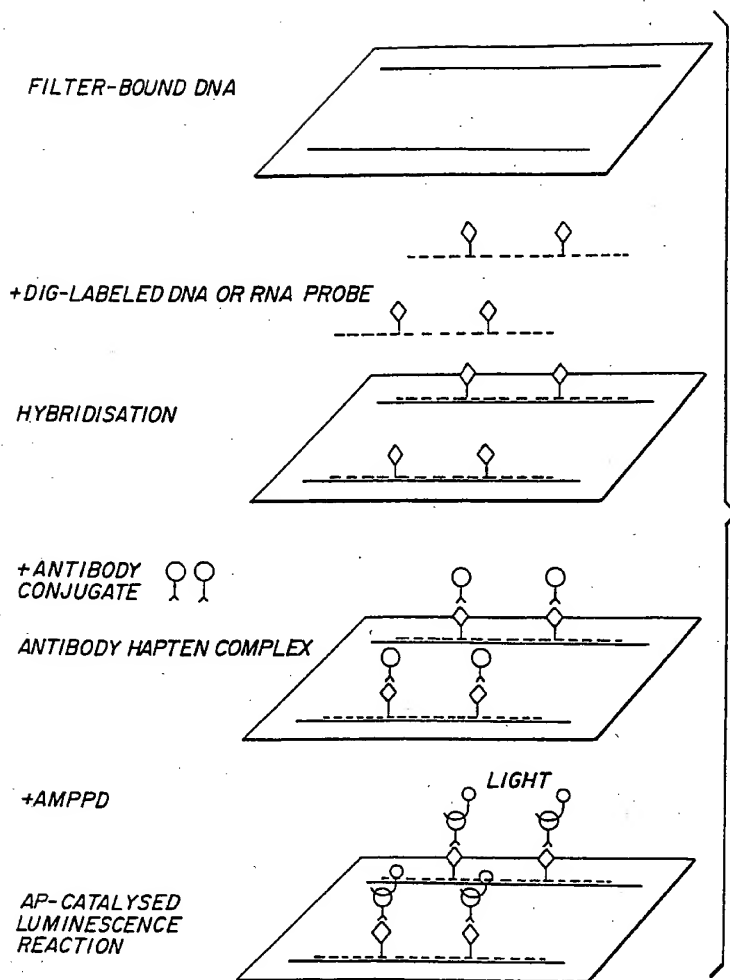 FILTER-BOUND DNA
+DIG-LABELED DNA OR RNA PROBE
HYBRIDISATION
+ANTIBODY
CONJUGATE
ANTIBODY HAPTEN COMPLEX
+AMPPD
LIGHT
AP-CATALYSED
LUMINESCENCE
REACTION